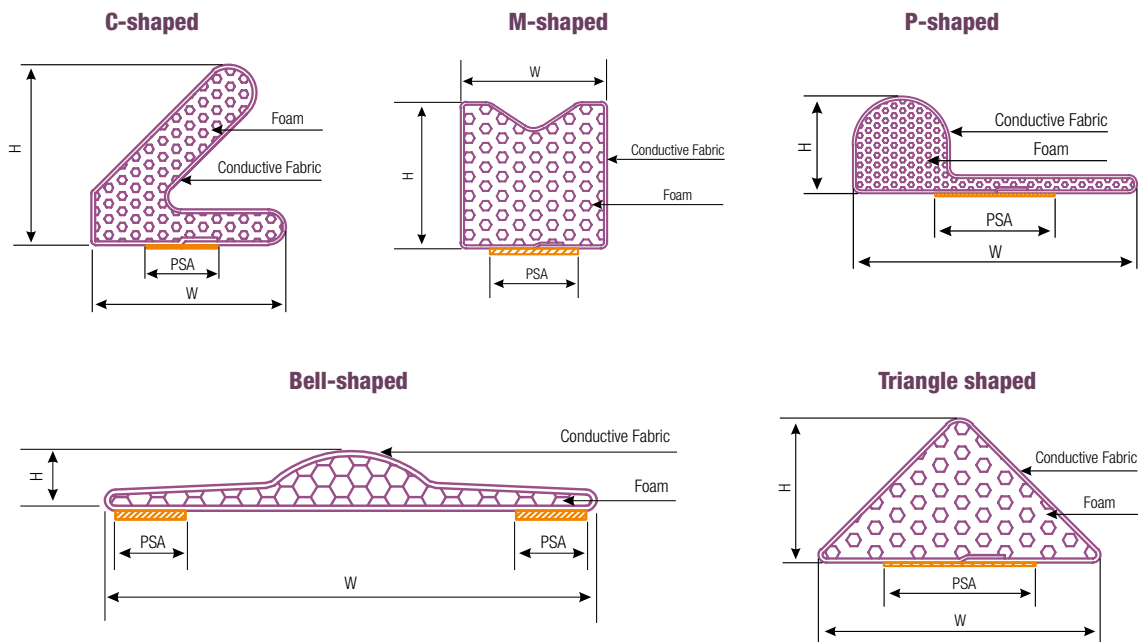 C-shaped
M-shaped
P-shaped
H
Foam
Conductive Fabric
PSA
W
W
H
Conductive Fabric
Foam
PSA
H
Conductive Fabric
Foam
PSA
W
Bell-shaped
Triangle shaped
H
Conductive Fabric
Foam
PSA
PSA
W
H
Conductive Fabric
Foam
PSA
W